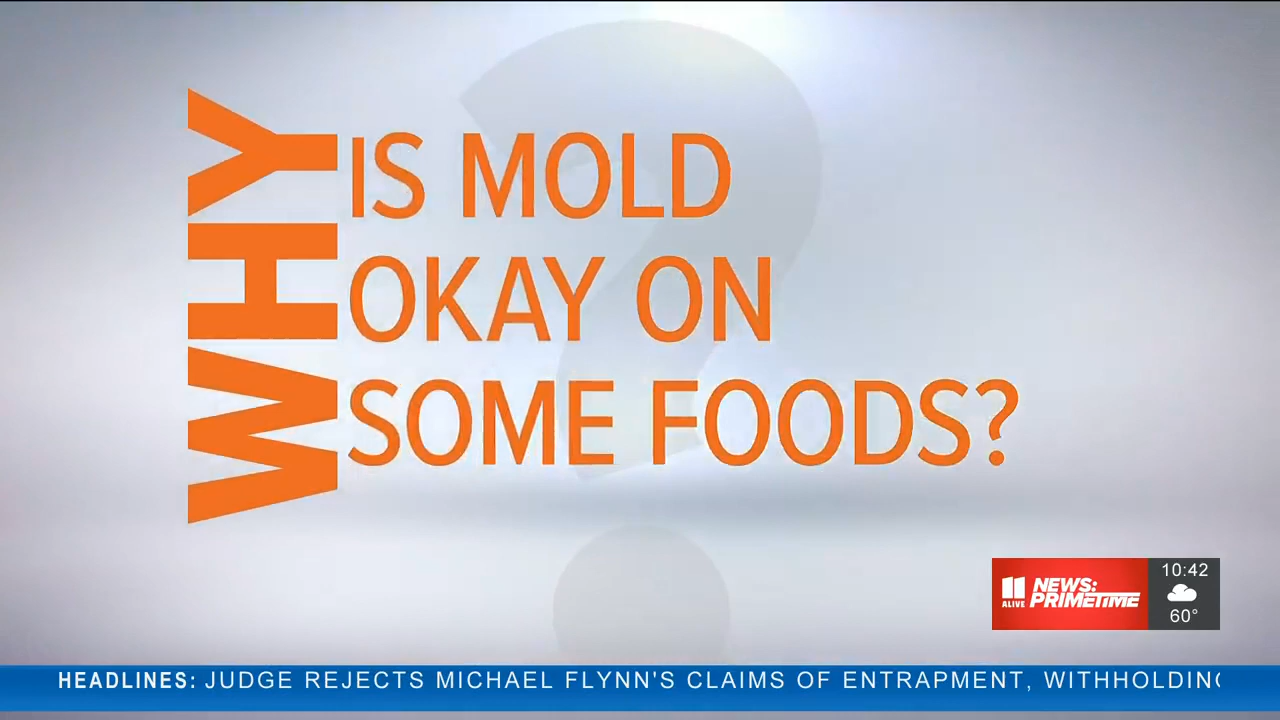 WHY
IS MOLD
OKAY ON
SOME FOODS?
11 ALIVE
NEWS:
PRIMETIME
10:42
60°
HEADLINES: JUDGE REJECTS MICHAEL FLYNN'S CLAIMS OF ENTRAPMENT, WITHHOLDING